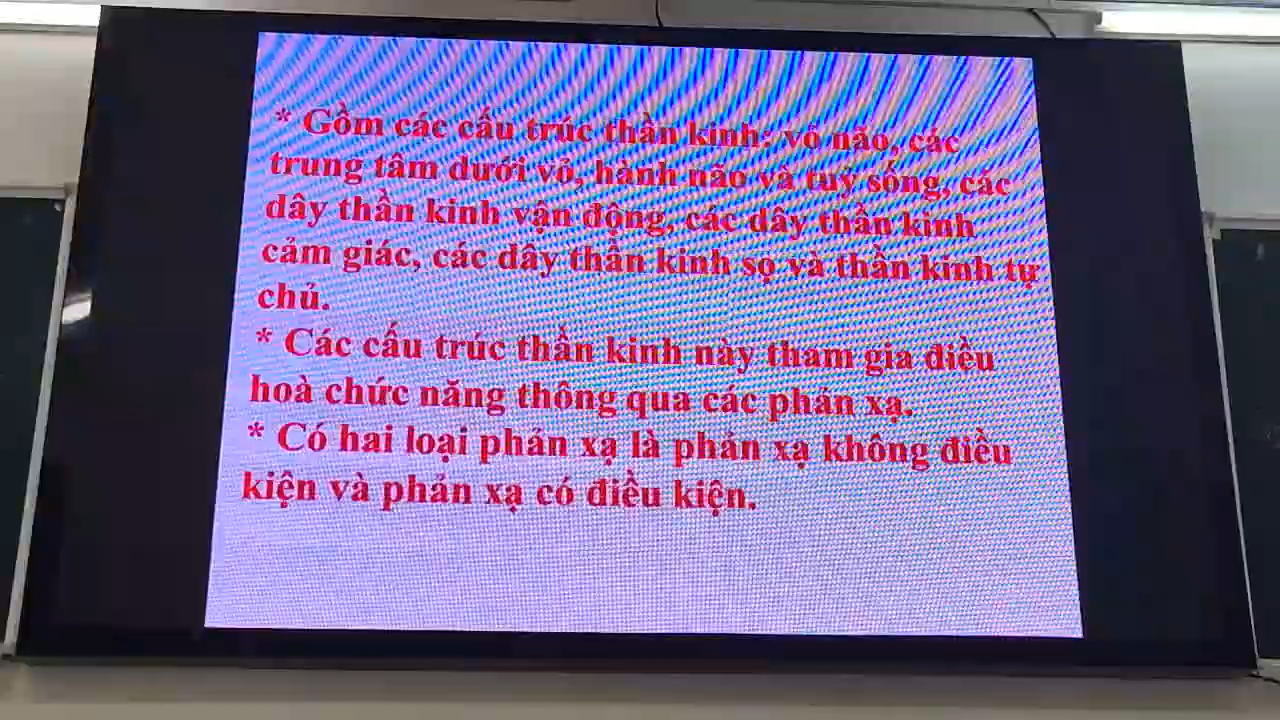 * Gồm các cấu trúc thần kinh: vỏ não, các
trung tâm dưới vỏ, hành não và tuỷ sống, các
dây thần kinh vận động, các dây thần kinh
cảm giác, các dây thần kinh sọ và thần kinh tự
chủ.
* Các cấu trúc thần kinh này tham gia điều
hoà chức năng thông qua các phản xạ.
* Có hai loại phản xạ là phản xạ không điều
kiện và phản xạ có điều kiện.